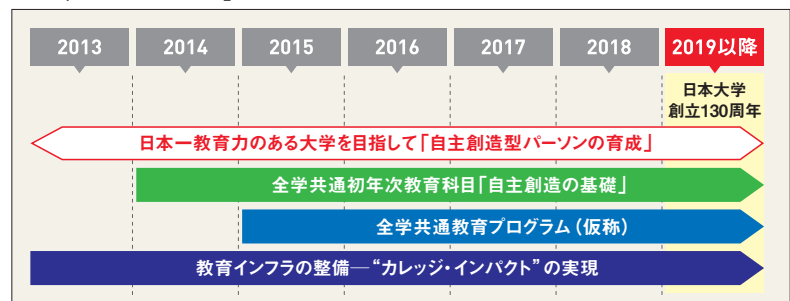 2013 2014 2015 2016 2017 2018 2019以降
日本大学
創立130周年
日本一教育力のある大学を目指して「自主創造型パーソンの育成」
全学共通初年次教育科目「自主創造の基礎」
全学共通教育プログラム(仮称)
教育インフラの整備—“カレッジ・インパクト”の実現